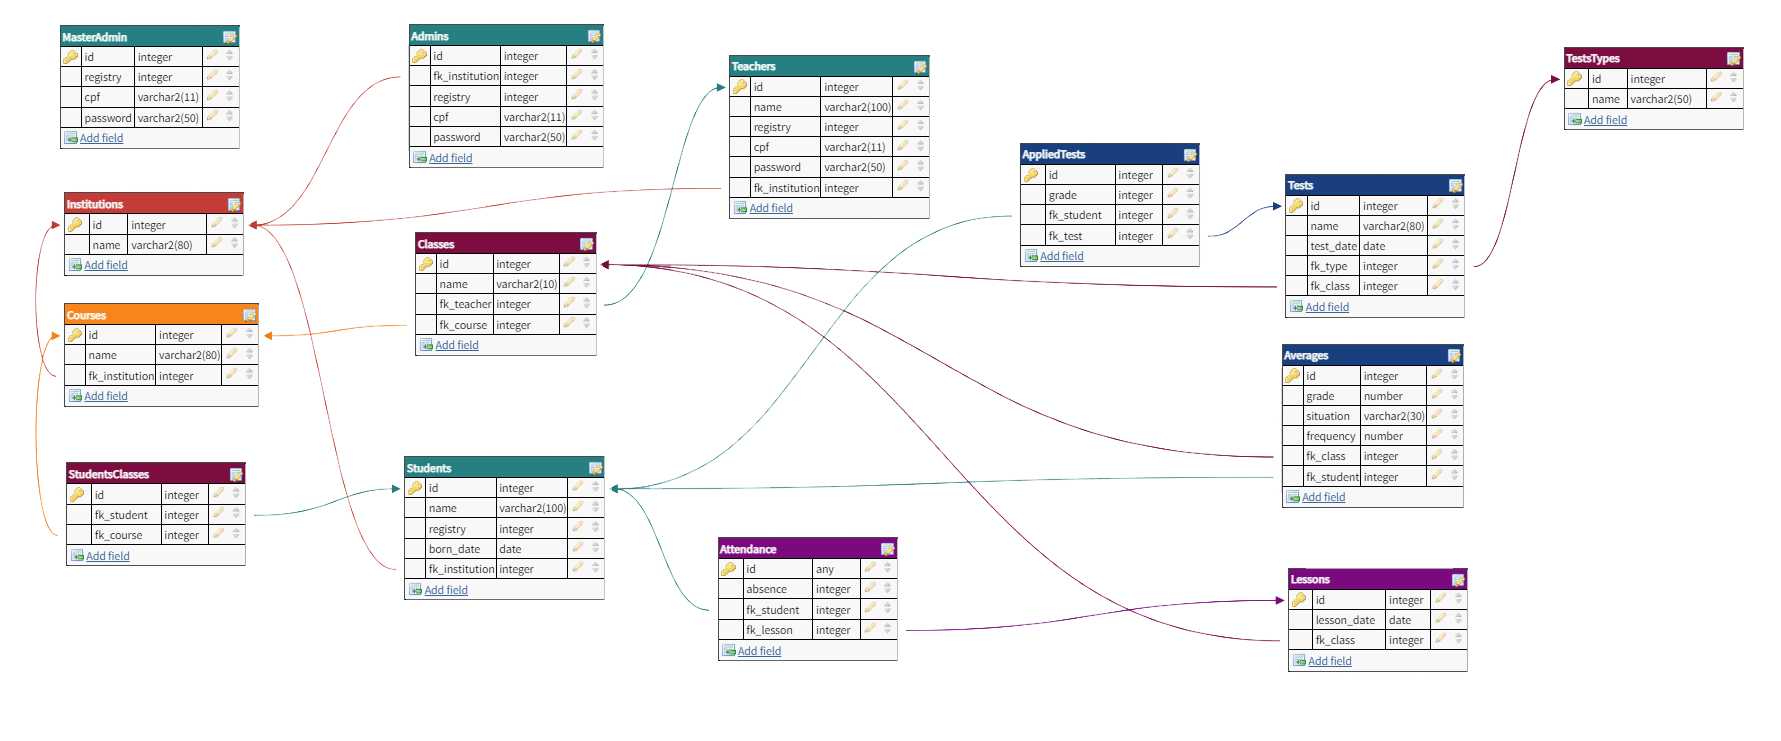 MasterAdmin
id integer
registry integer
cpf varchar2(11)
password varchar2(50)
Add field
Admins
id integer
fk_institution integer
registry integer
cpf varchar2(11)
password varchar2(50)
Add field
Teachers
id integer
name varchar2(100)
registry integer
cpf varchar2(11)
password varchar2(50)
fk_institution integer
Add field
TestsTypes
id integer
name varchar2(50)
Add field
AppliedTests
id integer
grade integer
fk_student integer
fk_test integer
Add field
Tests
id integer
name varchar2(80)
test_date date
fk_type integer
fk_class integer
Add field
Institutions
id integer
name varchar2(80)
Add field
Classes
id integer
name varchar2(10)
fk_teacher integer
fk_course integer
Add field
Courses
id integer
name varchar2(80)
fk_institution integer
Add field
Averages
id integer
grade number
situation varchar2(30)
frequency number
fk_class integer
fk_student integer
Add field
StudentsClasses
id integer
fk_student integer
fk_course integer
Add field
Students
id integer
name varchar2(100)
registry integer
born_date date
fk_institution integer
Add field
Attendance
id any
absence integer
fk_student integer
fk_lesson integer
Add field
Lessons
id integer
lesson_date date
fk_class integer
Add field